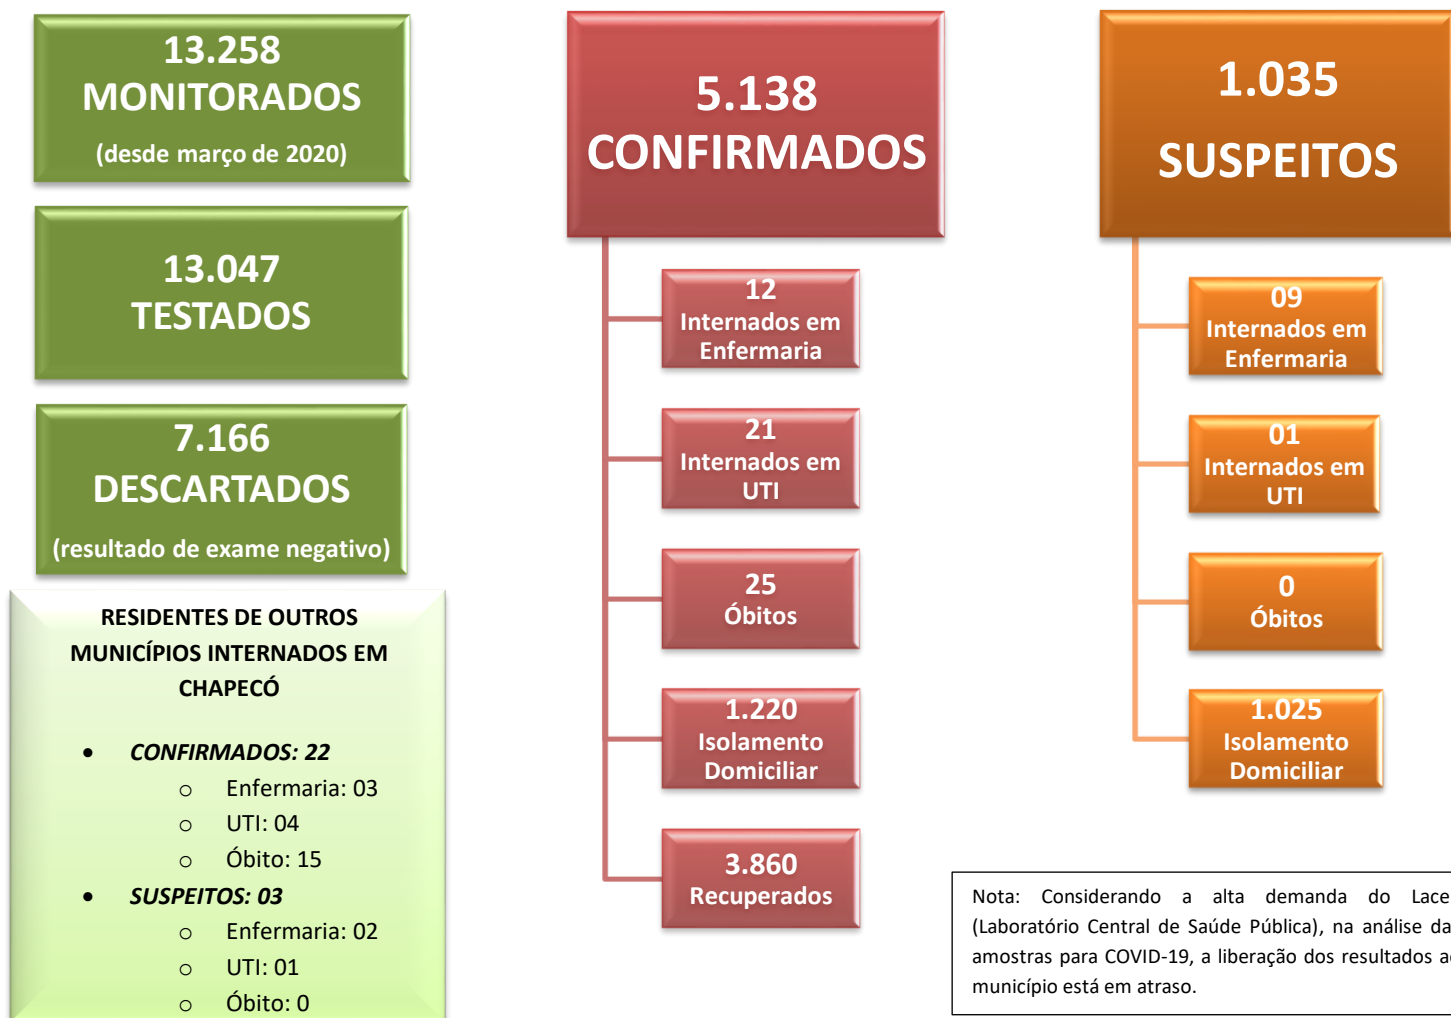 13.258
MONITORADOS
(desde março de 2020)
13.047
TESTADOS
7.166
DESCARTADOS
(resultado de exame negativo)
RESIDENTES DE OUTROS
MUNICÍPIOS INTERNADOS EM
CHAPECÓ
• CONFIRMADOS: 22
o Enfermaria: 03
o UTI: 04
o Óbito: 15
• SUSPEITOS: 03
o Enfermaria: 02
o UTI: 01
o Óbito: 0
5.138
CONFIRMADOS
12
Internados em
Enfermaria
21
Internados em
UTI
25
Óbitos
1.220
Isolamento
Domiciliar
3.860
Recuperados
1.035
SUSPEITOS
09
Internados em
Enfermaria
01
Internados em
UTI
0
Óbitos
1.025
Isolamento
Domiciliar
Nota: Considerando a alta demanda do Lace
(Laboratório Central de Saúde Pública), na análise da
amostras para COVID-19, a liberação dos resultados a
município está em atraso.